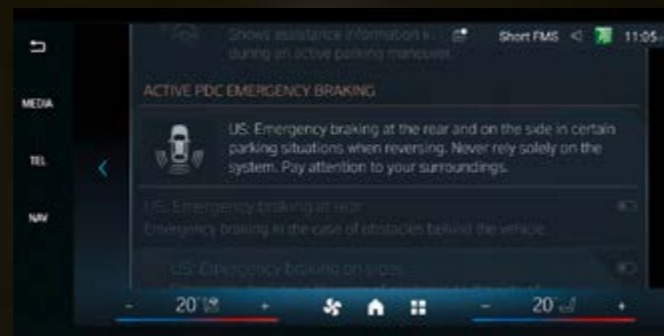 Shows assistance information
during an active parking maneuver.
Short FMS
11:05
MEDIA
TEL
NAV
ACTIVE PDC EMERGENCY BRAKING
US: Emergency braking at the rear and on the side in certain
parking situations when reversing. Never rely solely on the
system. Pay attention to your surroundings.
US: Emergency braking at rear
Emergency braking in the case of obstacles behind the vehicle.
US: Emergency braking on sides
- 20° + - 20° +